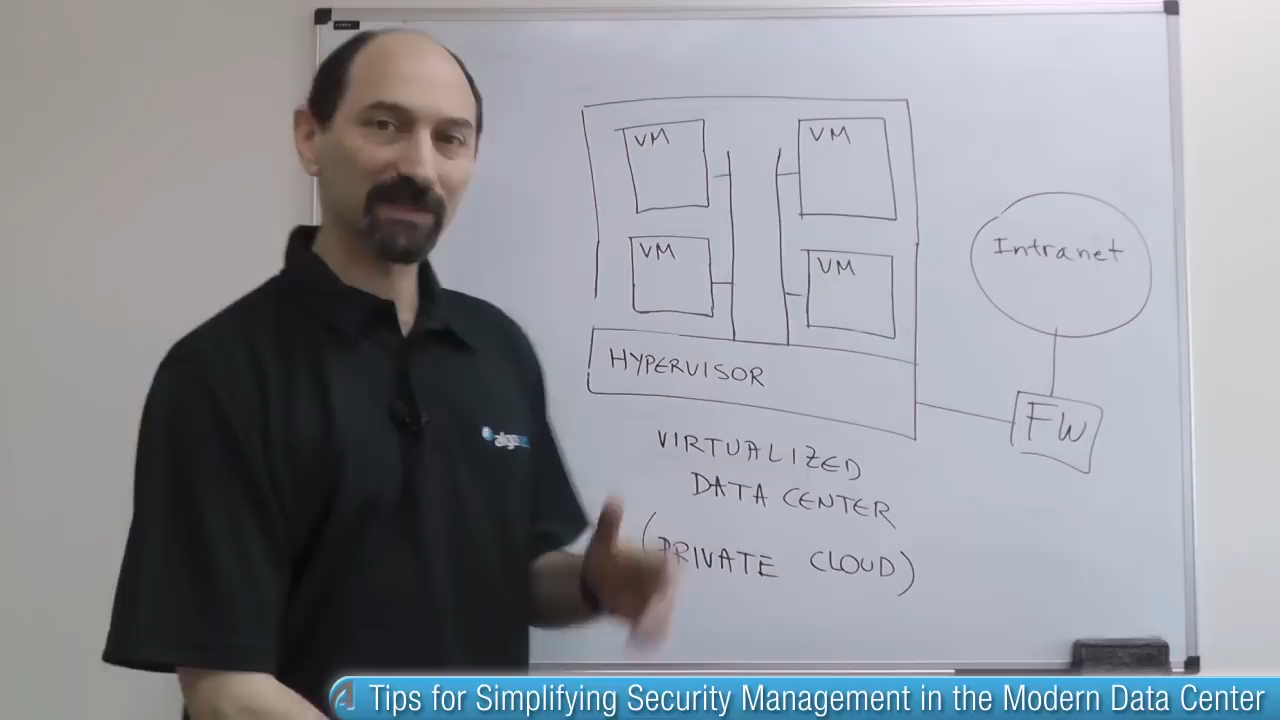 VM
VM
VM
VM
Intranet
HYPERVISOR
FW
VIRTUALIZED
DATA CENTER
(PRIVATE CLOUD)
Tips for Simplifying Security Management in the Modern Data Center